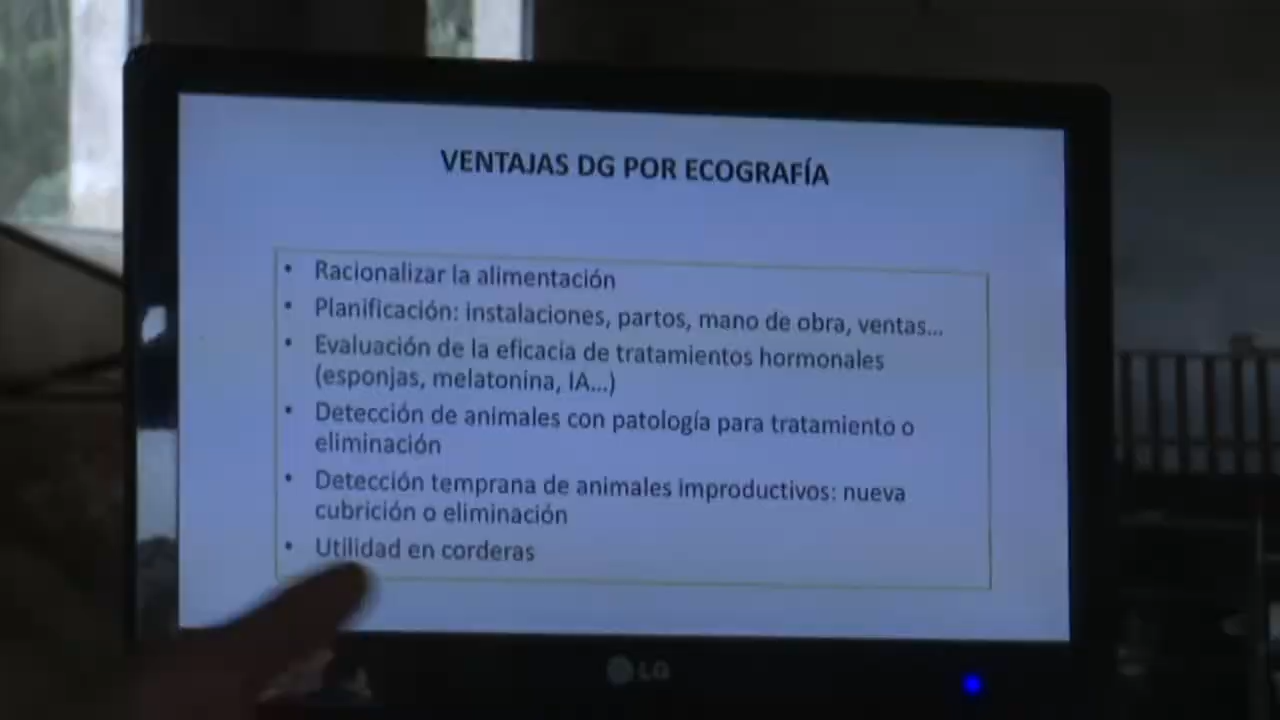 VENTAJAS DG POR ECOGRAFÍA
• Racionalizar la alimentación
• Planificación: instalaciones, partos, mano de obra, ventas...
• Evaluación de la eficacia de tratamientos hormonales
(esponjas, melatonina, IA...)
• Detección de animales con patología para tratamiento o
eliminación
• Detección temprana de animales improductivos: nueva
cubrición o eliminación
• Utilidad en corderas
LG